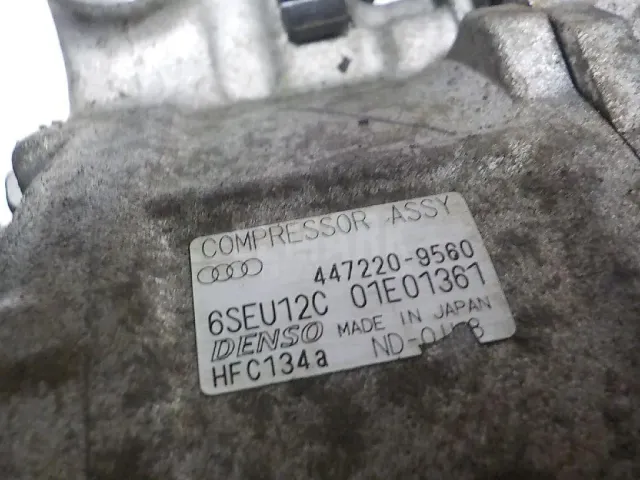 COMPRESSOR ASSY
447220-9560
6SEU12C 01E01361
DENSO MADE IN JAPAN
HFC134a